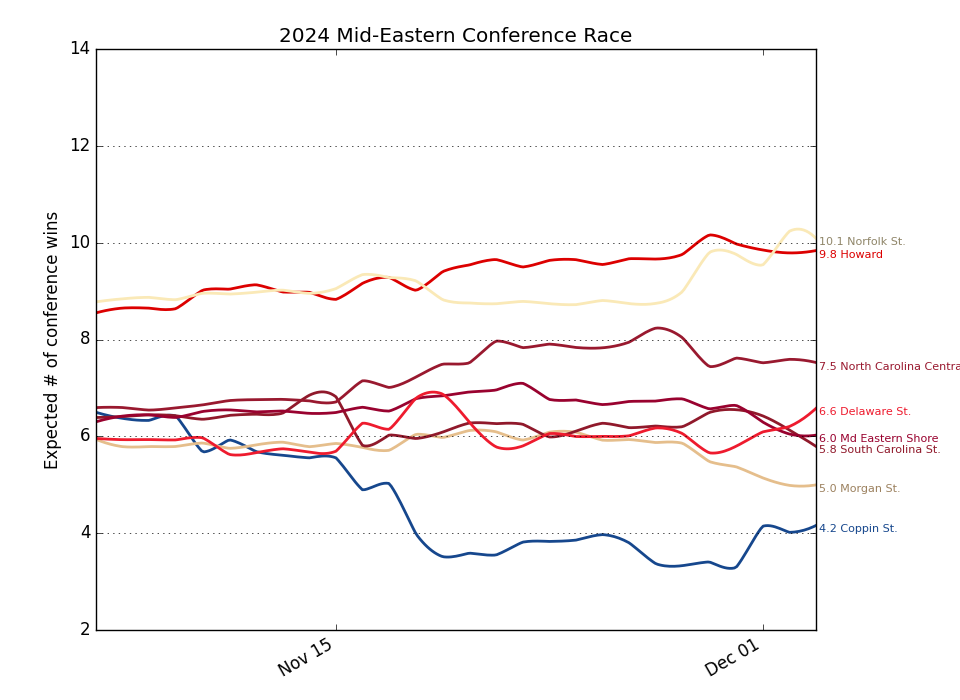 2024 Mid-Eastern Conference Race
Expected # of conference wins
14
12
10
8
6
4
2
Nov 15
Dec 01
10.1 Norfolk St.
9.8 Howard
7.5 North Carolina Centra
6.6 Delaware St.
6.0 Md Eastern Shore
5.8 South Carolina St.
5.0 Morgan St.
4.2 Coppin St.